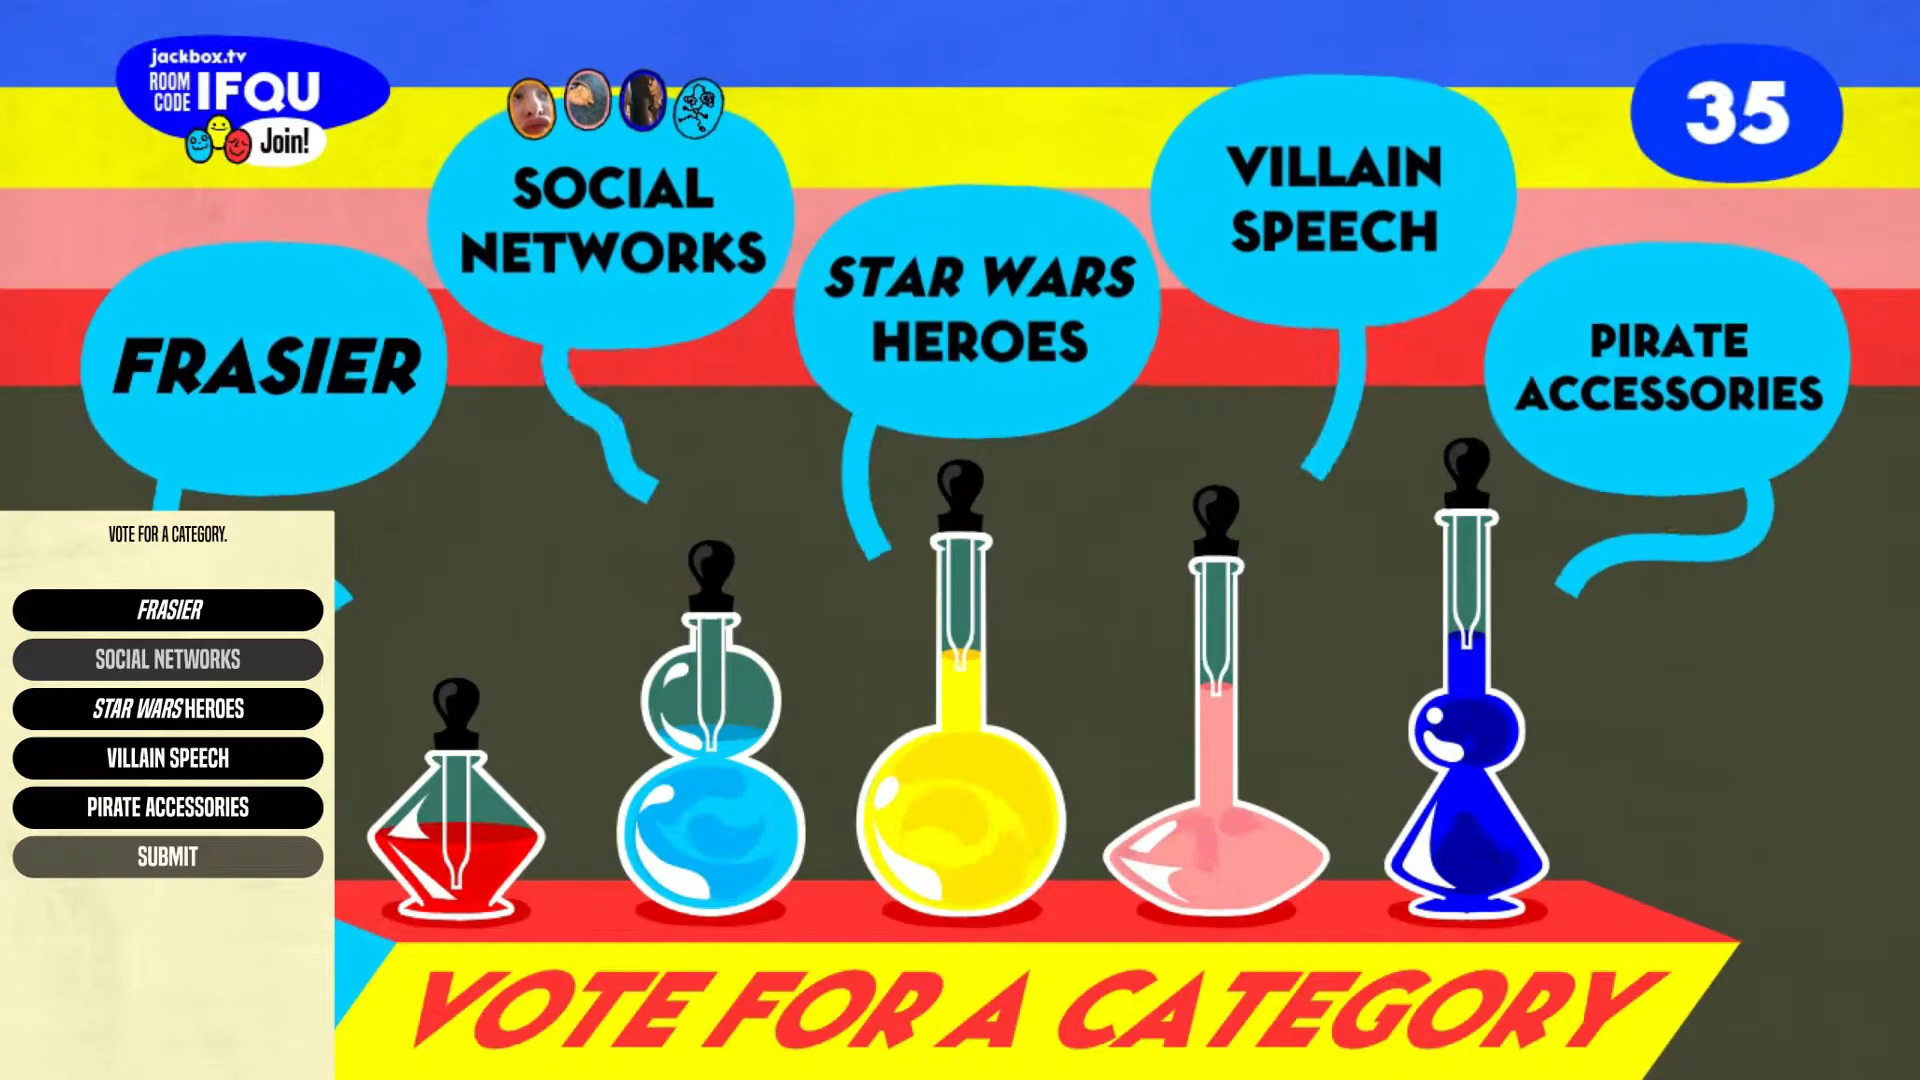 jackbox.tv
ROOM
CODE
IFQU
Join!
35
FRASIER
SOCIAL
NETWORKS
STAR WARS
HEROES
VILLAIN
SPEECH
PIRATE
ACCESSORIES
VOTE FOR A CATEGORY.
FRASIER
SOCIAL NETWORKS
STAR WARS HEROES
VILLAIN SPEECH
PIRATE ACCESSORIES
SUBMIT
VOTE FOR A CATEGORY